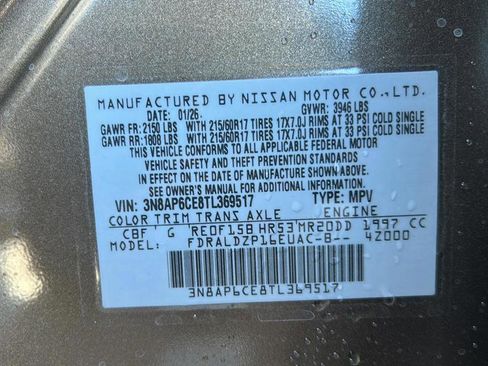 MANUFACTURED BY NISSAN MOTOR CO., LTD.
DATE: 01/26 GVWR: 3946 LBS
GAWR FR: 2150 LBS WITH 215/60R17 TIRES 17X7.0J RIMS AT 33 PSI COLD SINGLE
GAWR RR: 1808 LBS WITH 215/60R17 TIRES 17X7.0J RIMS AT 33 PSI COLD SINGLE
THIS VEHICLE CONFORMS TO ALL APPLICABLE FEDERAL MOTOR
VEHICLE SAFETY AND THEFT PREVENTION STANDARDS
IN EFFECT ON THE DATE OF MANUFACTURE SHOWN ABOVE.
SEE OWNER'S MANUAL FOR ADDITIONAL INFORMATION
VIN: 3N8AP6CE8TL369517 TYPE: MPV
COLOR TRIM TRANS AXLE ENGINE
CBF G RE0F15B HR53 MR20DD 1997 CC
MODEL: FDRALDZP16EUAC-B-- 4Z000
3N8AP6CE8TL369517